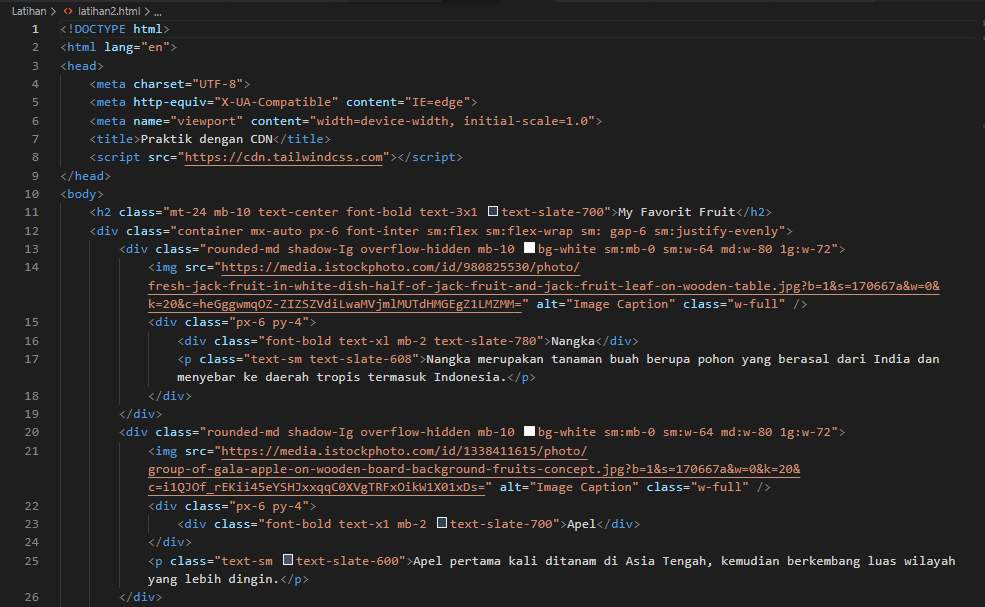 Latihan > <> latihan2.html > ...
1 <!DOCTYPE html>
2 <html lang="en">
3 <head>
4 <meta charset="UTF-8">
5 <meta http-equiv="X-UA-Compatible" content="IE=edge">
6 <meta name="viewport" content="width=device-width, initial-scale=1.0">
7 <title>Praktik dengan CDN</title>
8 <script src="https://cdn.tailwindcss.com"></script>
9 </head>
10 <body>
11 <h2 class="mt-24 mb-10 text-center font-bold text-3x1 text-slate-700">My Favorit Fruit</h2>
12 <div class="container mx-auto px-6 font-inter sm:flex sm:flex-wrap sm: gap-6 sm:justify-evenly">
13 <div class="rounded-md shadow-Ig overflow-hidden mb-10 bg-white sm:mb-0 sm:w-64 md:w-80 1g:w-72">
14 <img src="https://media.istockphoto.com/id/980825530/photo/
fresh-jack-fruit-in-white-dish-half-of-jack-fruit-and-jack-fruit-leaf-on-wooden-table.jpg?b=1&s=170667a&w=0&
k=20&c=heGggwmqOZ-ZIZSZVdiLwaMVjmlMUTdHMGEgZ1LMZMM=" alt="Image Caption" class="w-full" />
15 <div class="px-6 py-4">
16 <div class="font-bold text-xl mb-2 text-slate-780">Nangka</div>
17 <p class="text-sm text-slate-608">Nangka merupakan tanaman buah berupa pohon yang berasal dari India dan
menyebar ke daerah tropis termasuk Indonesia.</p>
18 </div>
19 </div>
20 <div class="rounded-md shadow-Ig overflow-hidden mb-10 bg-white sm:mb-0 sm:w-64 md:w-80 1g:w-72">
21 <img src="https://media.istockphoto.com/id/1338411615/photo/
group-of-gala-apple-on-wooden-board-background-fruits-concept.jpg?b=1&s=170667a&w=0&k=20&
c=i1QJOf_rEKii45eYSHJxxqqC0XVgTRFxOikW1X01xDs=" alt="Image Caption" class="w-full" />
22 <div class="px-6 py-4">
23 <div class="font-bold text-x1 mb-2 text-slate-700">Apel</div>
24 </div>
25 <p class="text-sm text-slate-600">Apel pertama kali ditanam di Asia Tengah, kemudian berkembang luas wilayah
yang lebih dingin.</p>
26 </div>